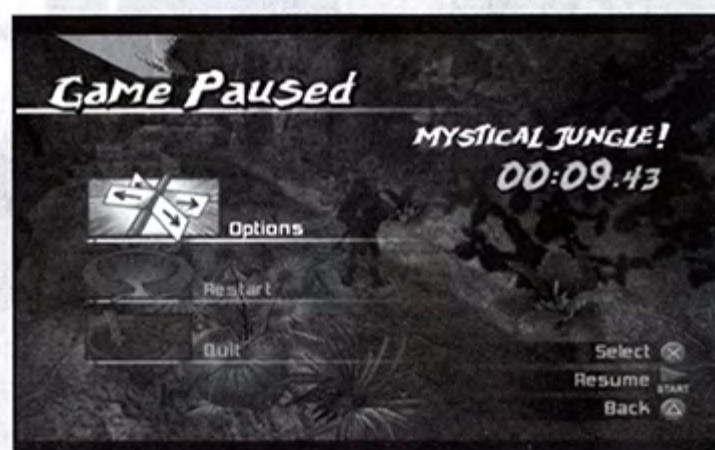 Game Paused
MYSTICAL JUNGLE!
00:09.43
Options
Restart
Quit
Select
Resume START
Back